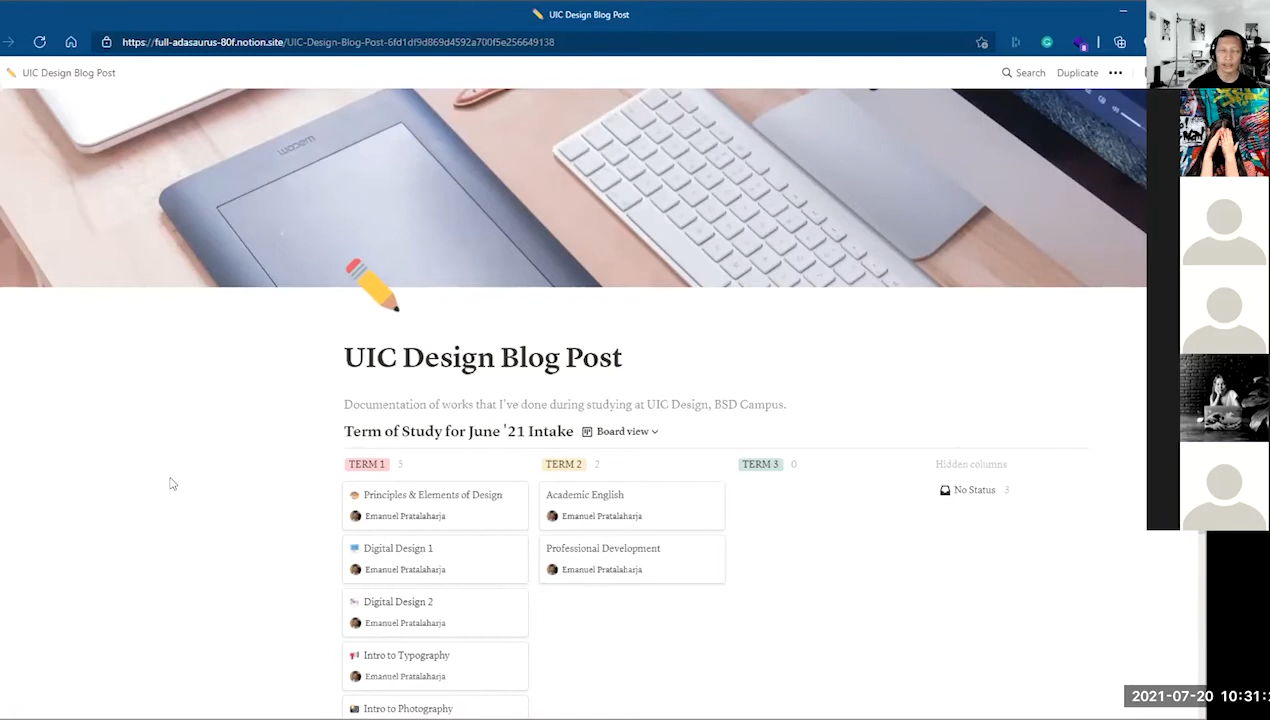 UIC Design Blog Post
https://full-adasaurus-80f.notion.site/UIC-Design-Blog-Post-6fd1df9d869d4592a700f5e256649138
8
UIC Design Blog Post
Search Duplicate
wacom
UIC Design Blog Post
Documentation of works that I've done during studying at UIC Design, BSD Campus.
Term of Study for June '21 Intake Board view
TERM 1 5 TERM 2 2 TERM 3 0 Hidden columns
No Status 3
Principles & Elements of Design
Emanuel Pratalaharja
Academic English
Emanuel Pratalaharja
Digital Design 1
Emanuel Pratalaharja
Professional Development
Emanuel Pratalaharja
Digital Design 2
Emanuel Pratalaharja
Intro to Typography
Emanuel Pratalaharja
Intro to Photography
2021-07-20 10:31: